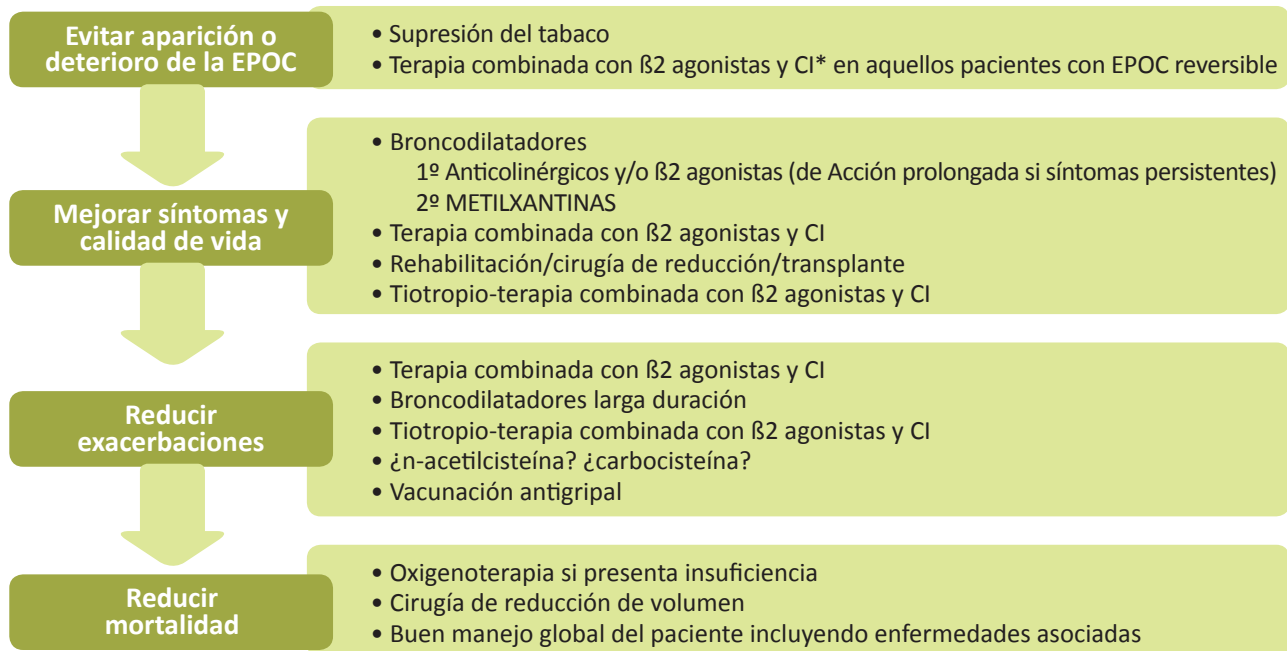 Evitar aparición o
deterioro de la EPOC
• Supresión del tabaco
• Terapia combinada con ß2 agonistas y CI* en aquellos pacientes con EPOC reversible
Mejorar síntomas y
calidad de vida
• Broncodilatadores
1º Anticolinérgicos y/o ß2 agonistas (de Acción prolongada si síntomas persistentes)
2º METILXANTINAS
• Terapia combinada con ß2 agonistas y CI
• Rehabilitación/cirugía de reducción/transplante
• Tiotropio-terapia combinada con ß2 agonistas y CI
Reducir
exacerbaciones
• Terapia combinada con ß2 agonistas y CI
• Broncodilatadores larga duración
• Tiotropio-terapia combinada con ß2 agonistas y CI
• ¿n-acetilcisteína? ¿carbocisteína?
• Vacunación antigripal
Reducir
mortalidad
• Oxigenoterapia si presenta insuficiencia
• Cirugía de reducción de volumen
• Buen manejo global del paciente incluyendo enfermedades asociadas